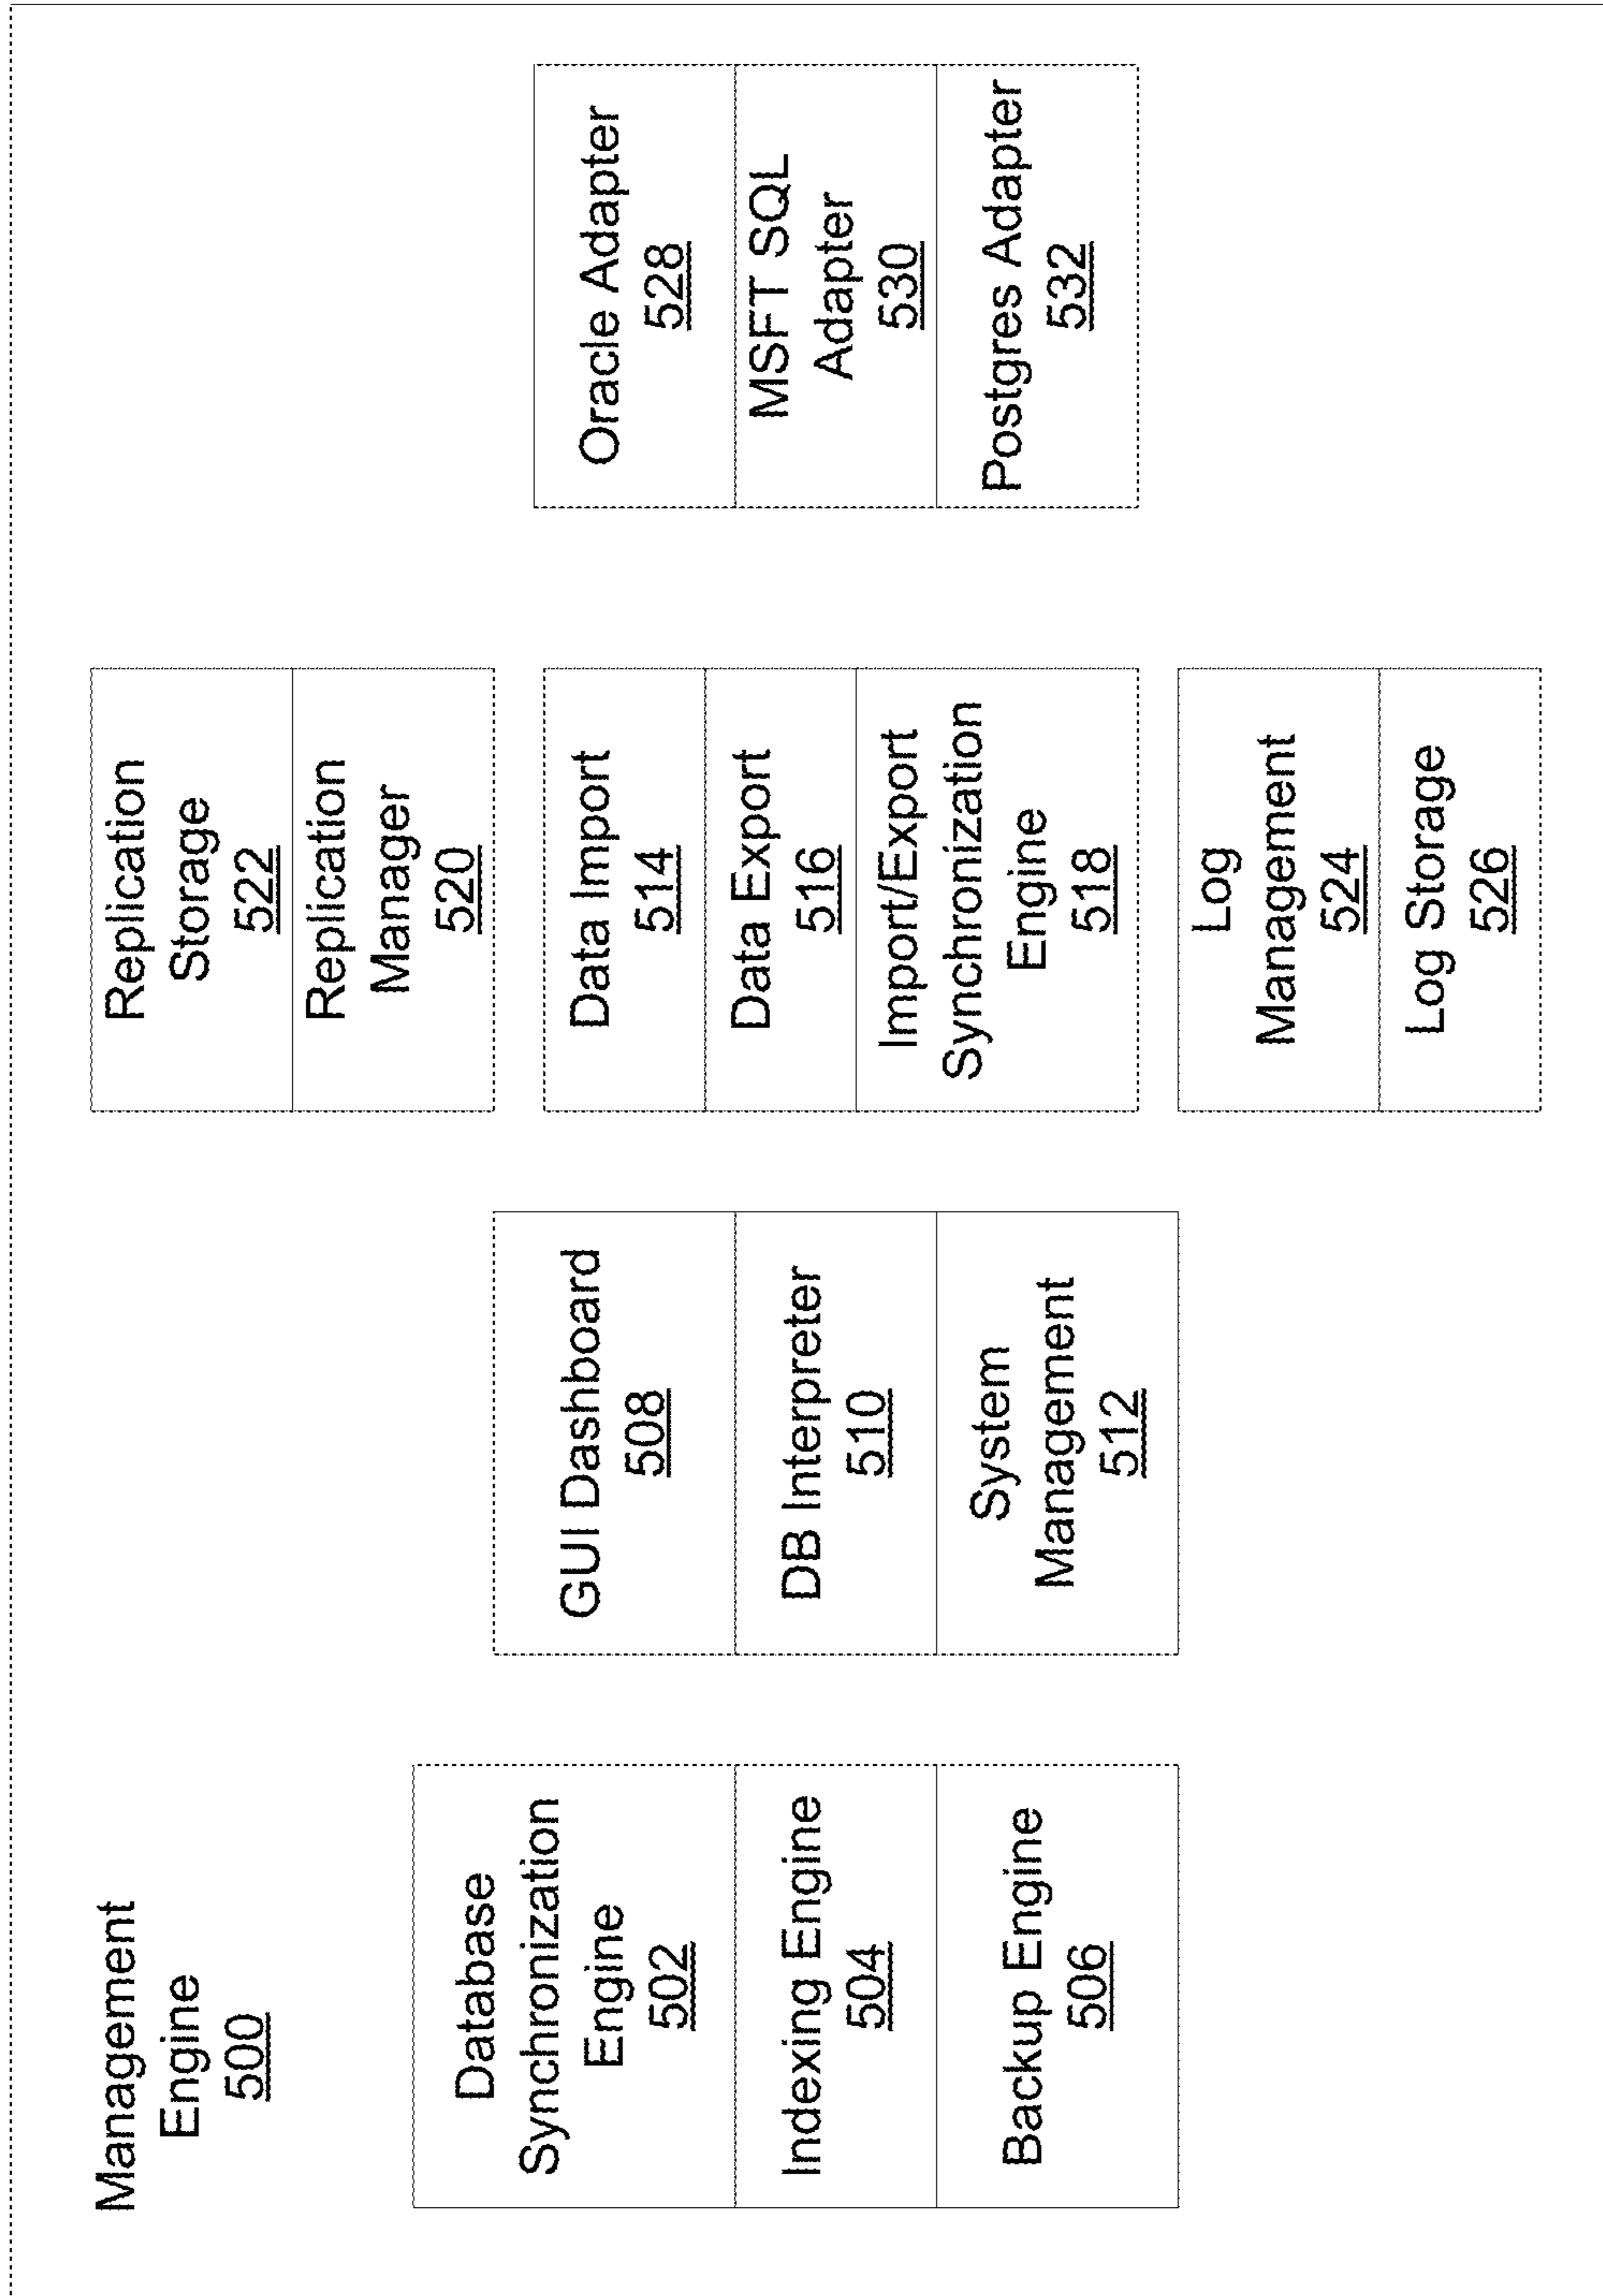 Management
Engine
500
Database
Synchronization
Engine
502
Indexing Engine
504
Backup Engine
506
GUI Dashboard
508
DB Interpreter
510
System
Management
512
Replication
Storage
522
Replication
Manager
520
Data Import
514
Data Export
516
Import/Export
Synchronization
Engine
518
Log
Management
524
Log Storage
526
Oracle Adapter
528
MSFT SQL
Adapter
530
Postgres Adapter
532